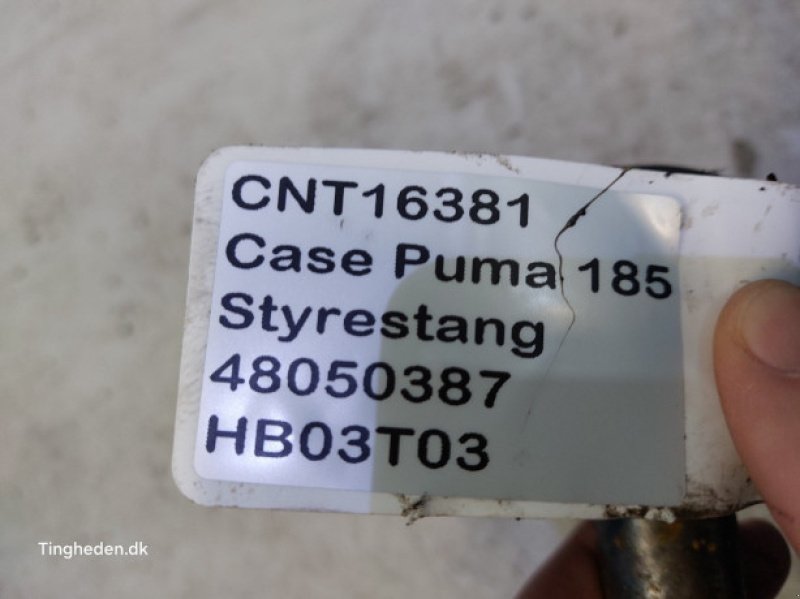 CNT16381
Case Puma 185
Styrestang
48050387
HB03T03
Tingheden.dk